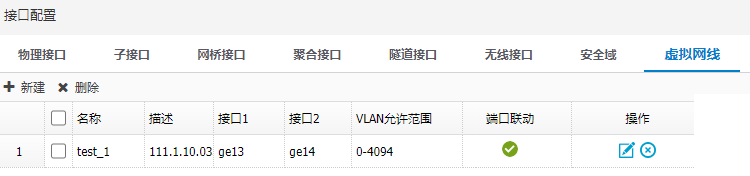 接口配置
物理接口 子接口 网桥接口 聚合接口 隧道接口 无线接口 安全域 虚拟网线
新建 删除
名称 描述 接口1 接口2 VLAN允许范围 端口联动 操作
1 test_1 111.1.10.03 ge13 ge14 0-4094